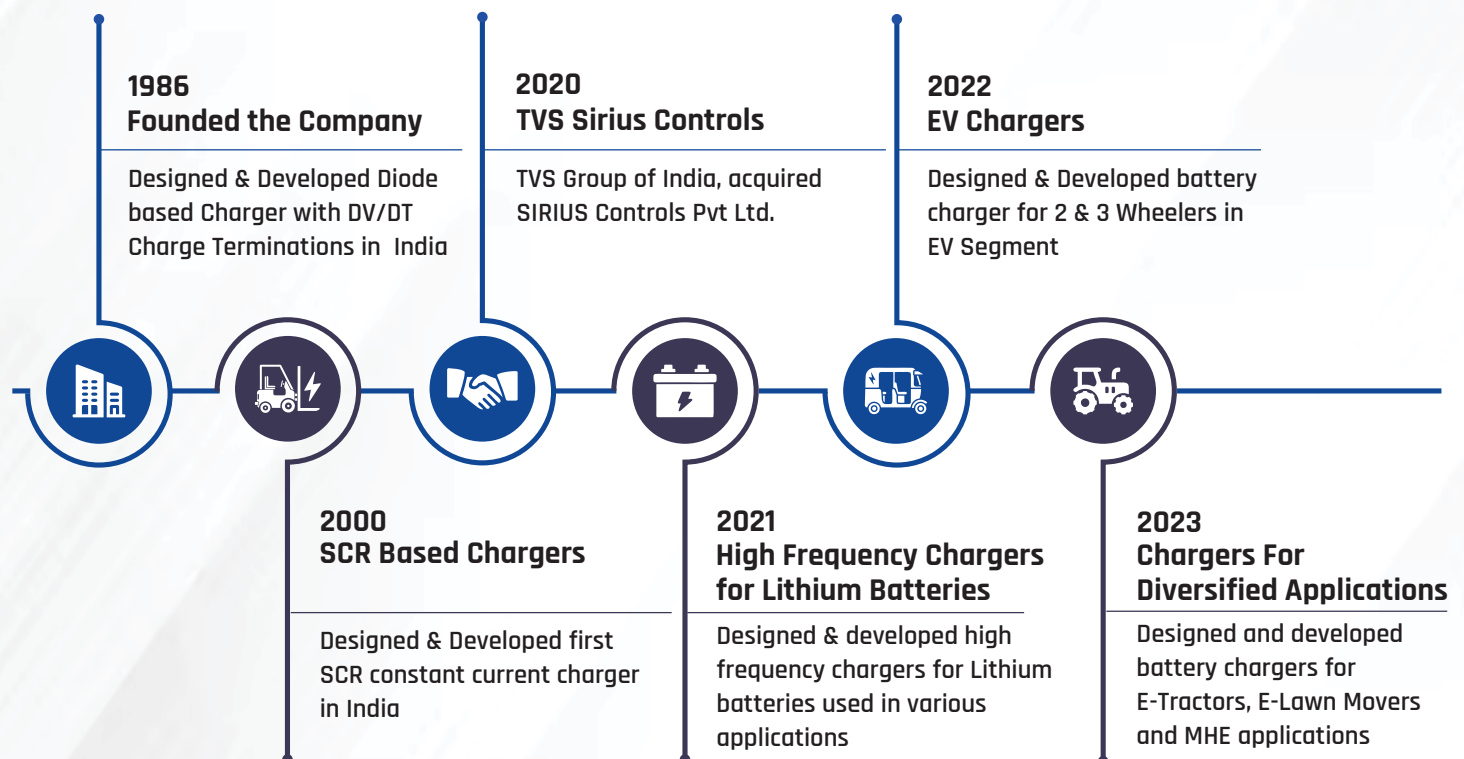 1986
Founded the Company
Designed & Developed Diode
based Charger with DV/DT
Charge Terminations in India
2000
SCR Based Chargers
Designed & Developed first
SCR constant current charger
in India
2020
TVS Sirius Controls
TVS Group of India, acquired
SIRIUS Controls Pvt Ltd.
2021
High Frequency Chargers
for Lithium Batteries
Designed & developed high
frequency chargers for Lithium
batteries used in various
applications
2022
EV Chargers
Designed & Developed battery
charger for 2 & 3 Wheelers in
EV Segment
2023
Chargers For
Diversified Applications
Designed and developed
battery chargers for
E-Tractors, E-Lawn Movers
and MHE applications